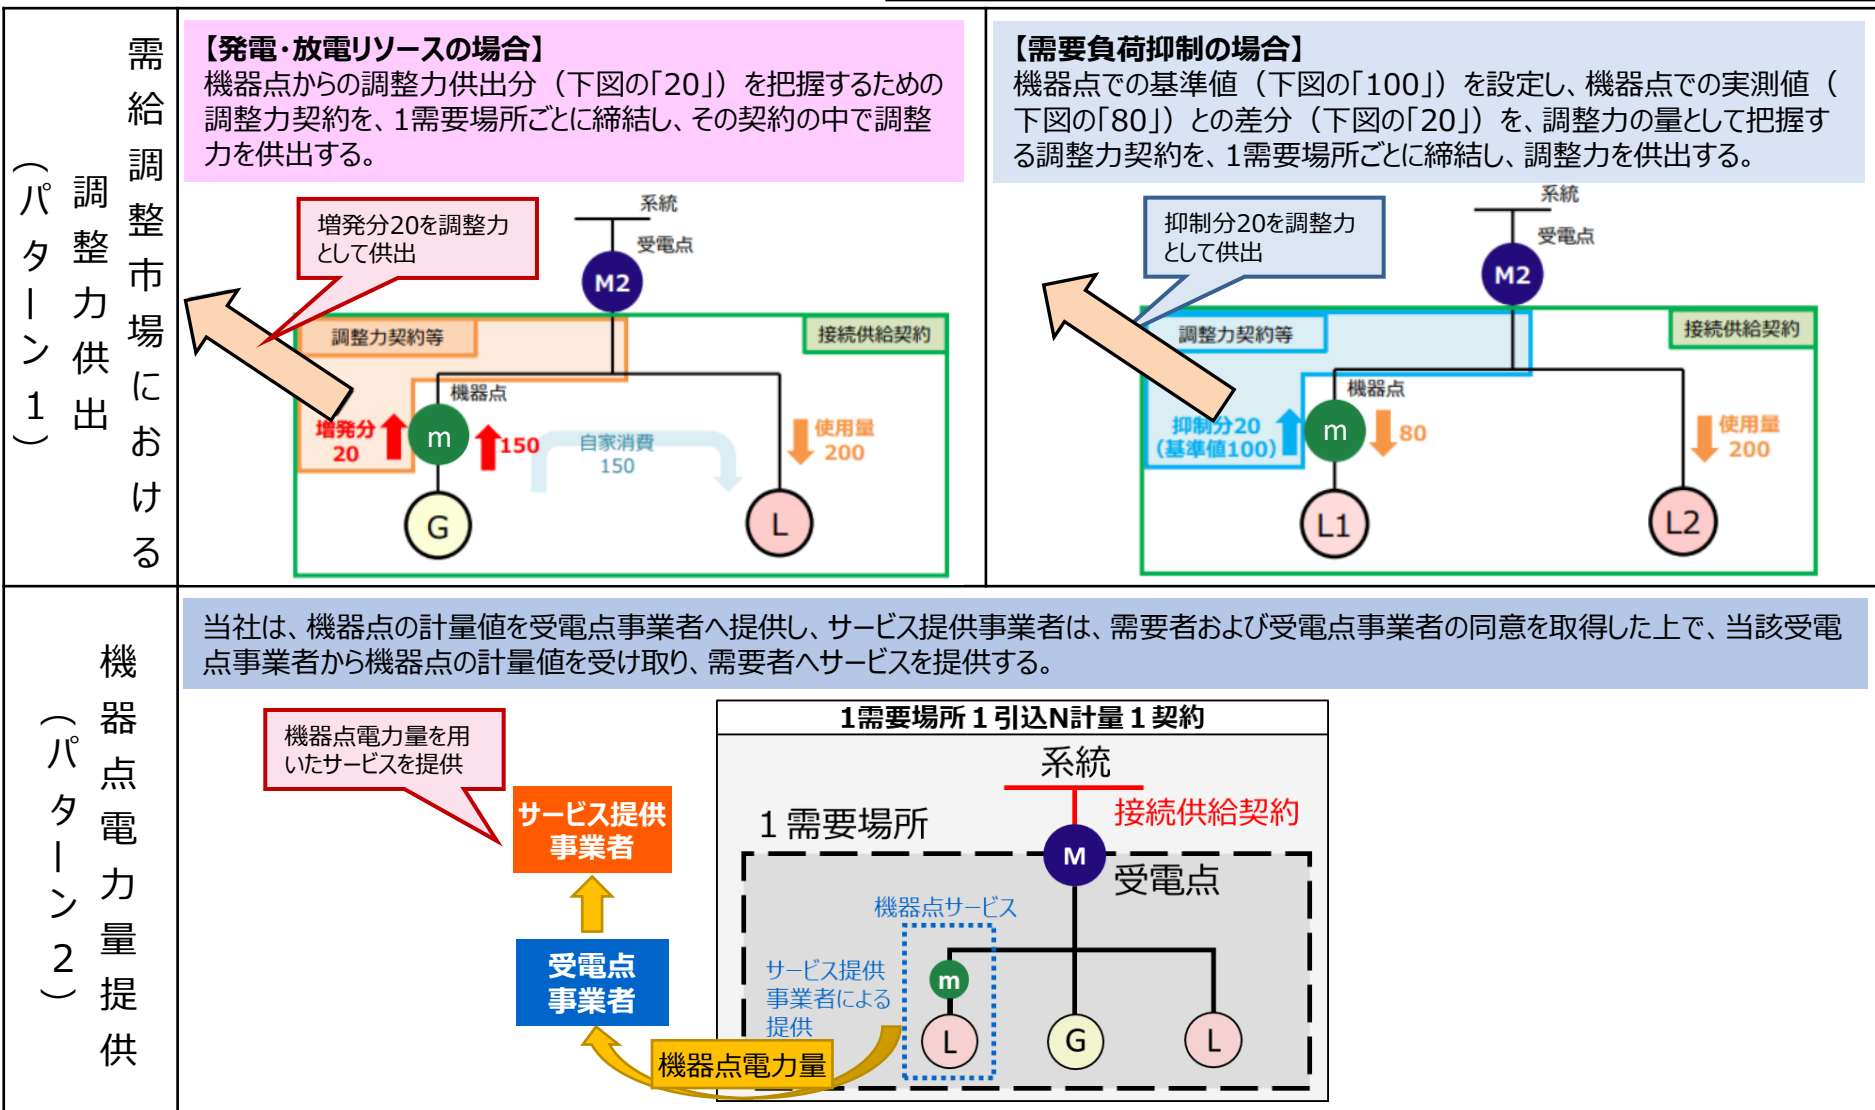 需給調整市場における
調整力供出
（パターン１）
【発電・放電リソースの場合】
機器点からの調整力供出分（下図の「20」）を把握するための
調整力契約を、1需要場所ごとに締結し、その契約の中で調整
力を供出する。
増発分20を調整力
として供出
系統
受電点
M2
調整力契約等
接続供給契約
機器点
増発分
20
m
150
自家消費
150
使用量
200
G
L
【需要負荷抑制の場合】
機器点での基準値（下図の「100」）を設定し、機器点での実測値（
下図の「80」）との差分（下図の「20」）を、調整力の量として把握す
る調整力契約を、1需要場所ごとに締結し、調整力を供出する。
抑制分20を調整力
として供出
系統
受電点
M2
調整力契約等
接続供給契約
機器点
抑制分20
(基準値100)
m
80
使用量
200
L1
L2
機器点電力量提供
（パターン２）
当社は、機器点の計量値を受電点事業者へ提供し、サービス提供事業者は、需要者および受電点事業者の同意を取得した上で、当該受電
点事業者から機器点の計量値を受け取り、需要者へサービスを提供する。
機器点電力量を用
いたサービスを提供
サービス提供
事業者
受電点
事業者
機器点電力量
1需要場所１引込N計量１契約
系統
接続供給契約
１需要場所
M
受電点
機器点サービス
サービス提供
事業者による
提供
m
L
G
L